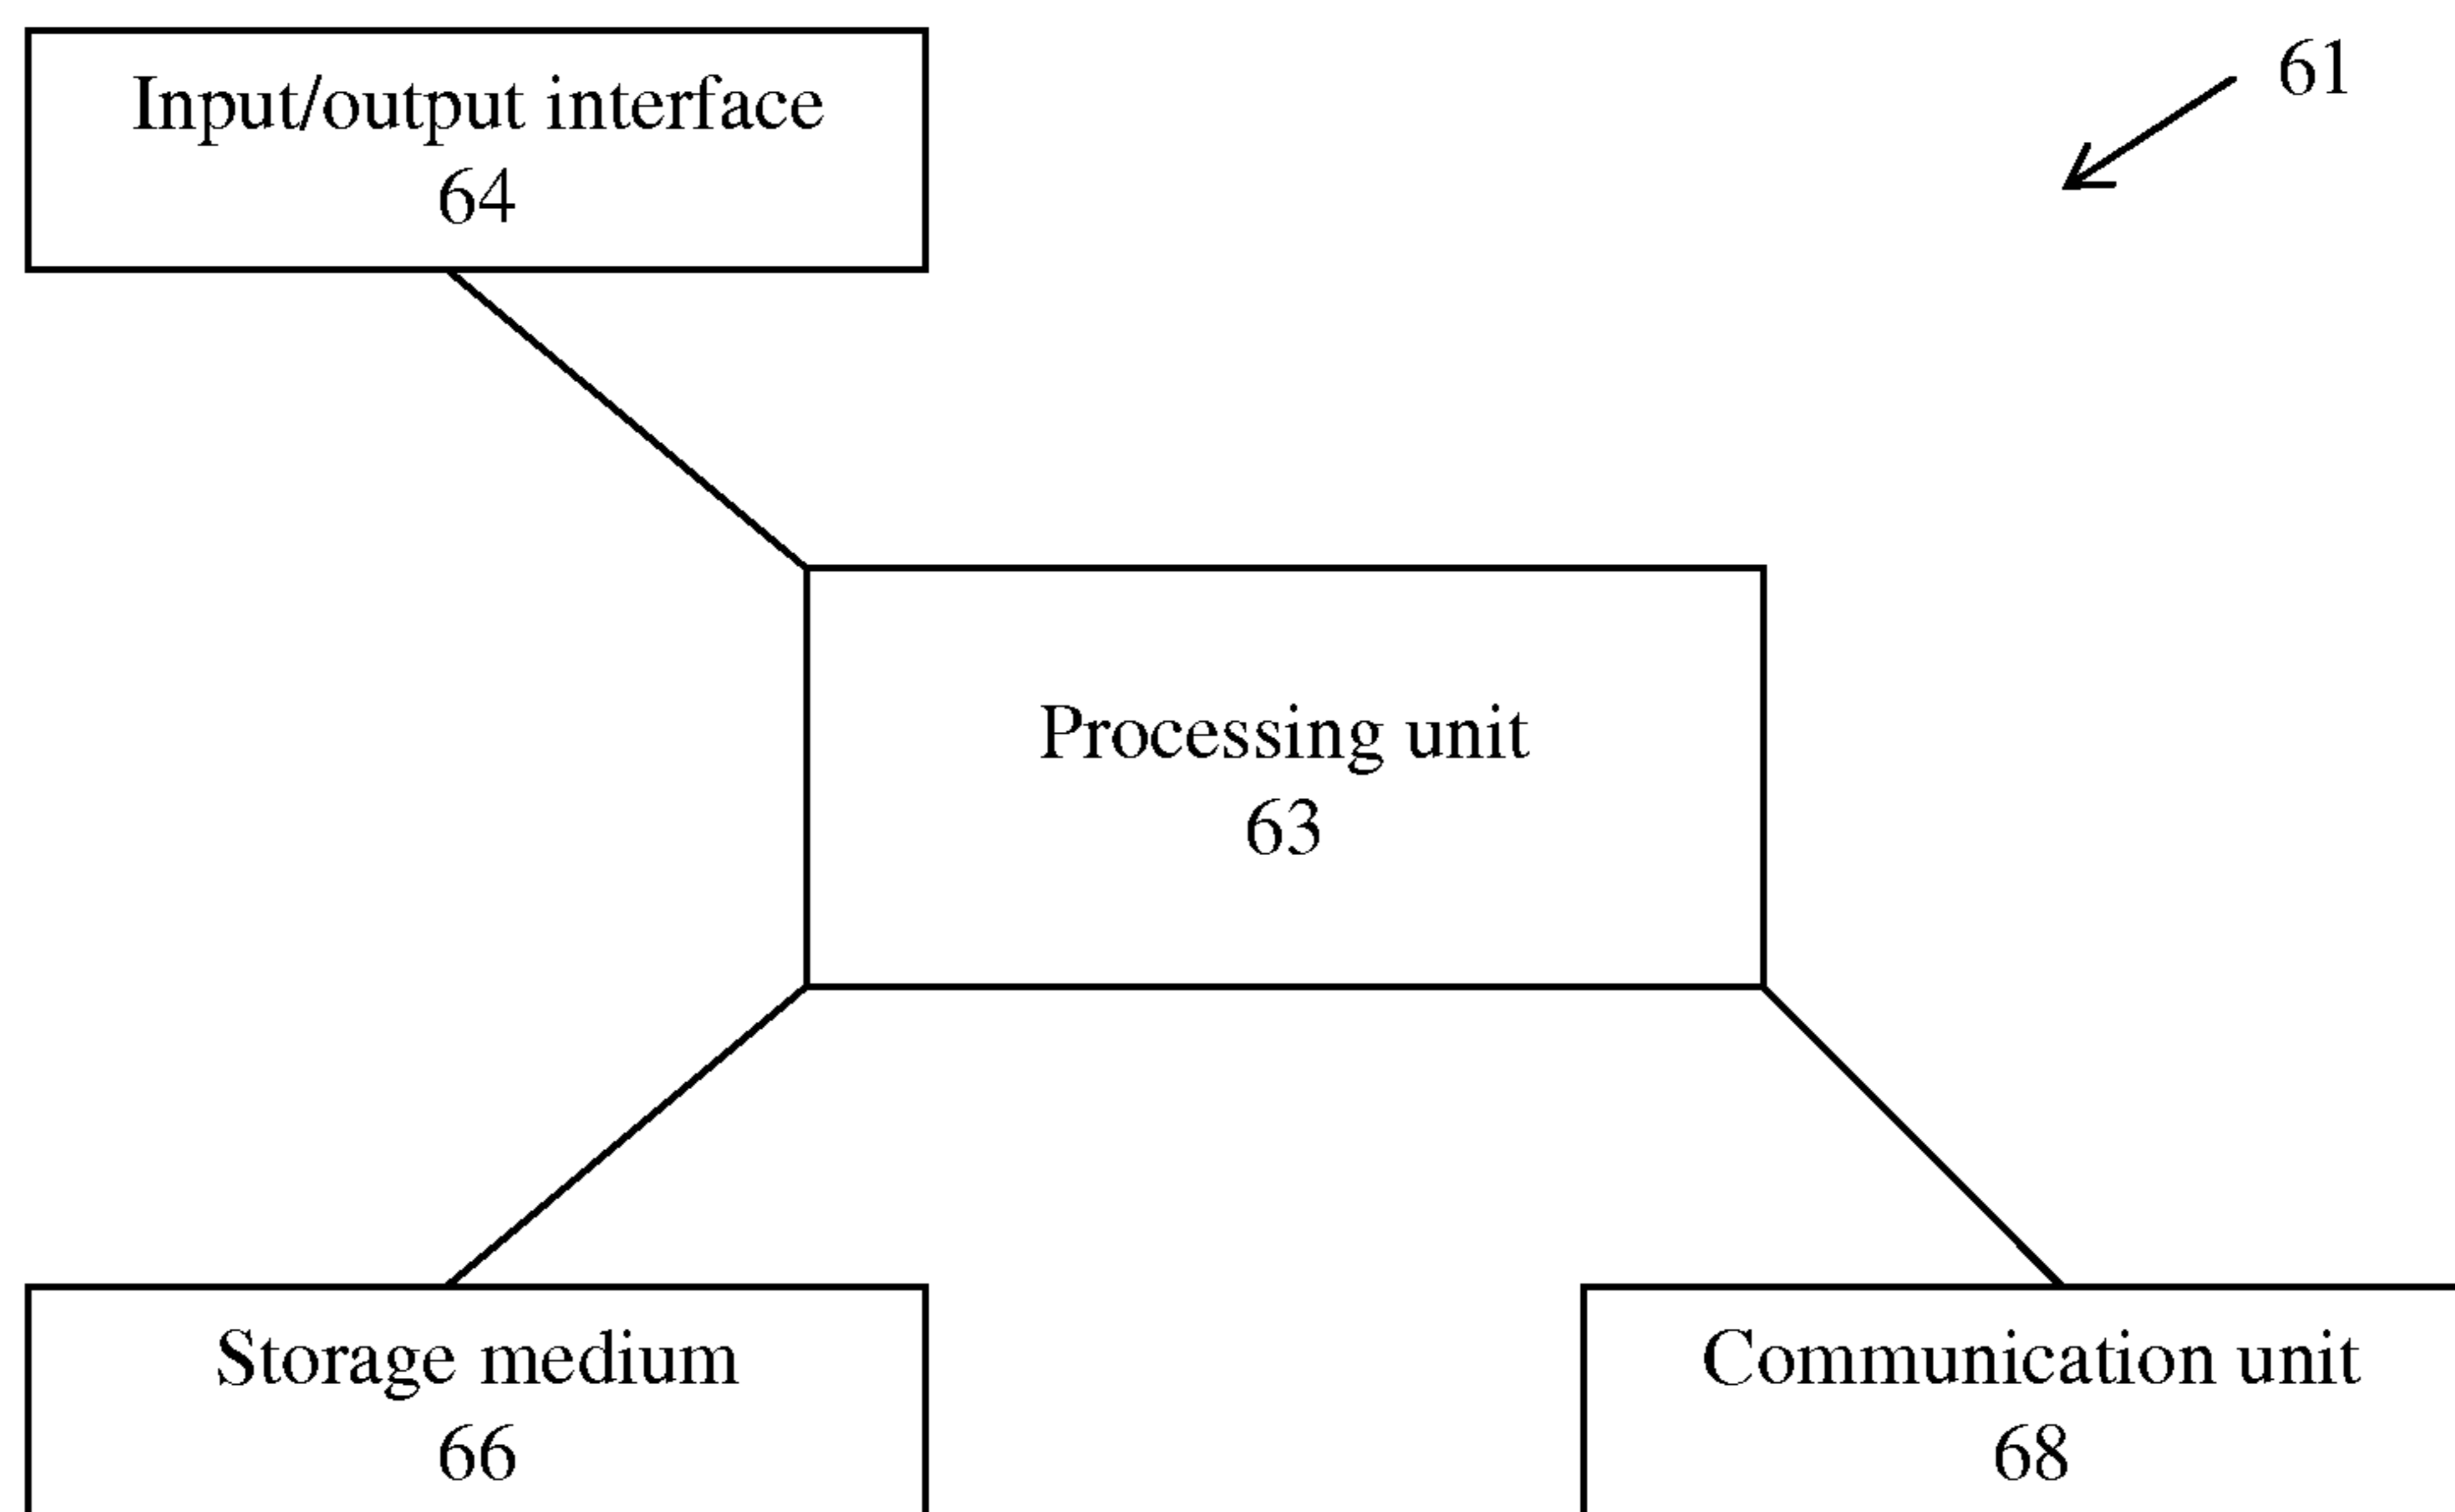 Input/output interface
64
61
Processing unit
63
Storage medium
66
Communication unit
68